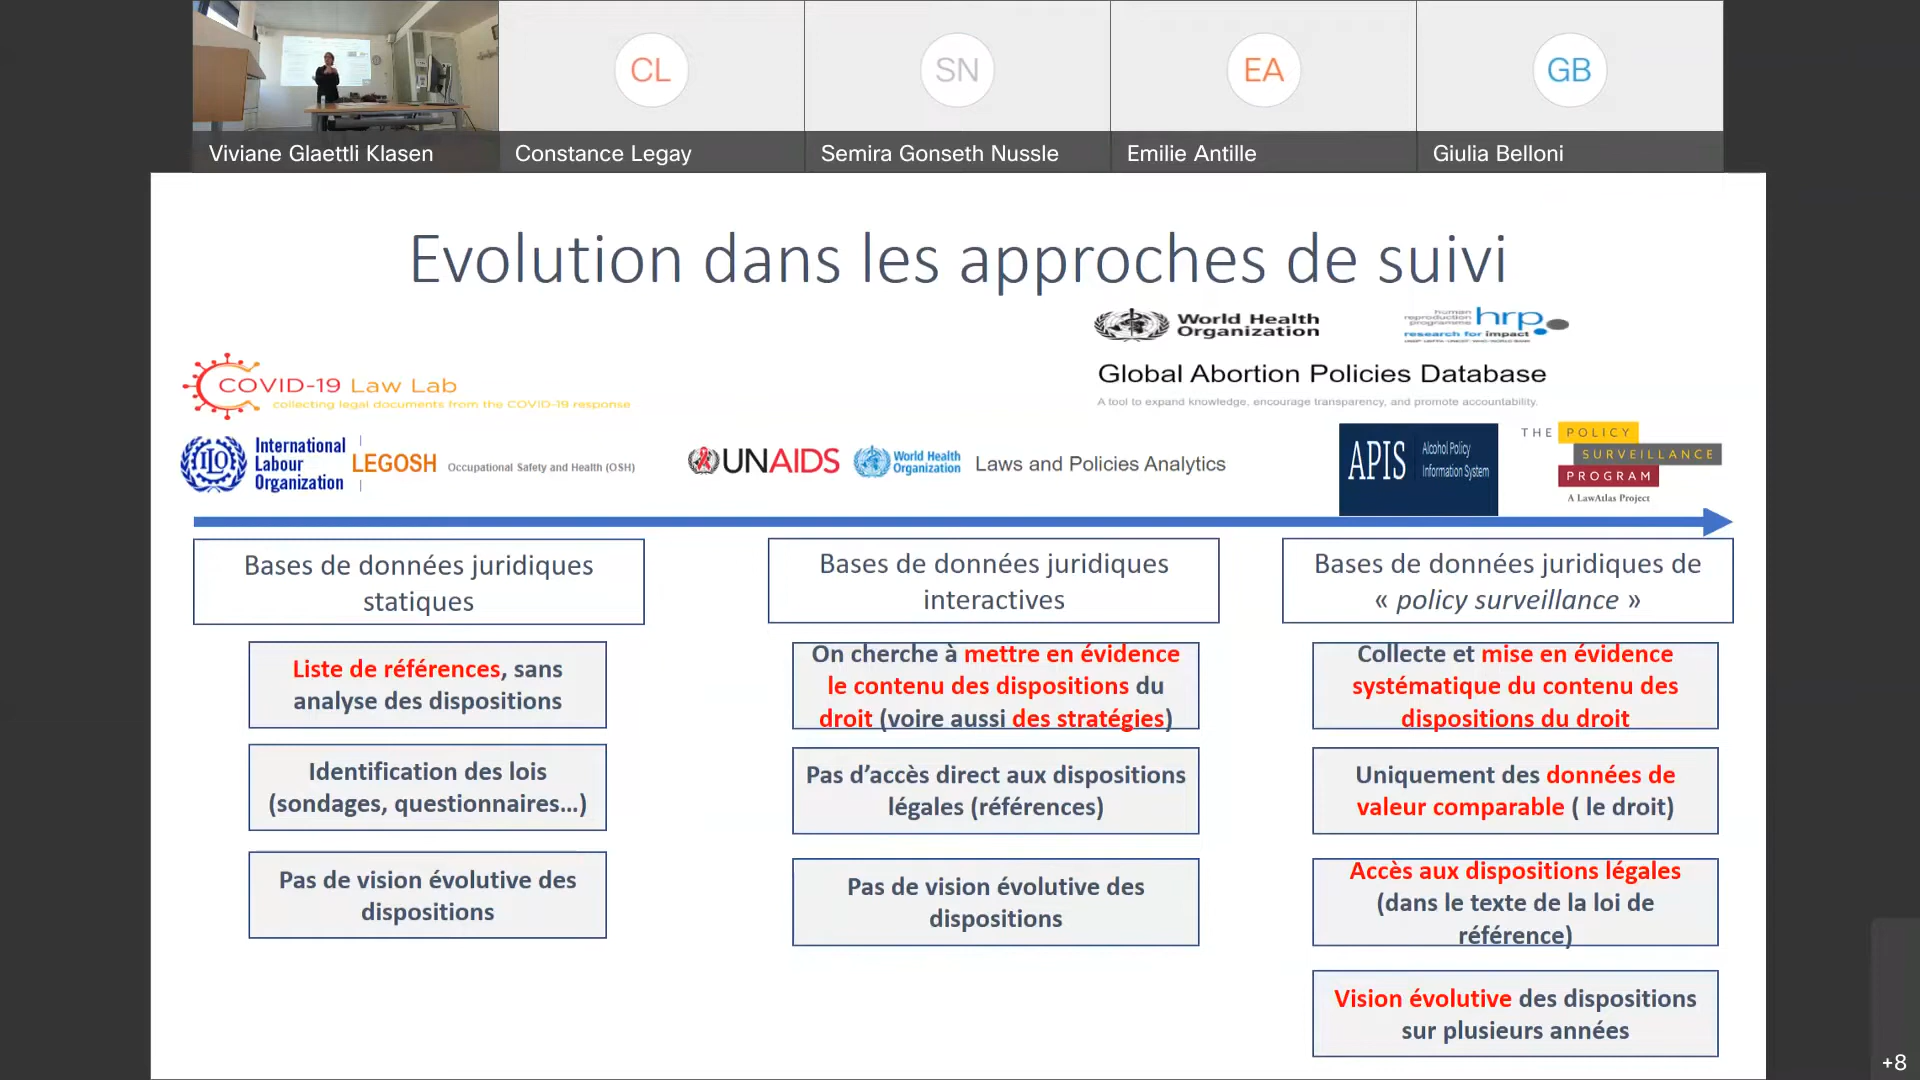 CL
SN
EA
GB
Viviane Glaettli Klasen
Constance Legay
Semira Gonseth Nussle
Emilie Antille
Giulia Belloni
Evolution dans les approches de suivi
World Health
Organization
human
reproduction
programme
hrp
research for impact
Global Abortion Policies Database
A tool to expand knowledge, encourage transparency, and promote accountability.
COVID-19 Law Lab
collecting legal documents from the COVID-19 response
International
Labour
Organization
LEGOSH
Occupational Safety and Health (OSH)
UNAIDS
World Health
Organization
Laws and Policies Analytics
APIS
Alcohol Policy
Information System
THE POLICY
SURVEILLANCE
PROGRAM
A LawAtlas Project
Bases de données juridiques
statiques
Liste de références, sans
analyse des dispositions
Identification des lois
(sondages, questionnaires...)
Pas de vision évolutive des
dispositions
Bases de données juridiques
interactives
On cherche à mettre en évidence
le contenu des dispositions du
droit (voire aussi des stratégies)
Pas d’accès direct aux dispositions
légales (références)
Pas de vision évolutive des
dispositions
Bases de données juridiques de
« policy surveillance »
Collecte et mise en évidence
systématique du contenu des
dispositions du droit
Uniquement des données de
valeur comparable ( le droit)
Accès aux dispositions légales
(dans le texte de la loi de
référence)
Vision évolutive des dispositions
sur plusieurs années
+8